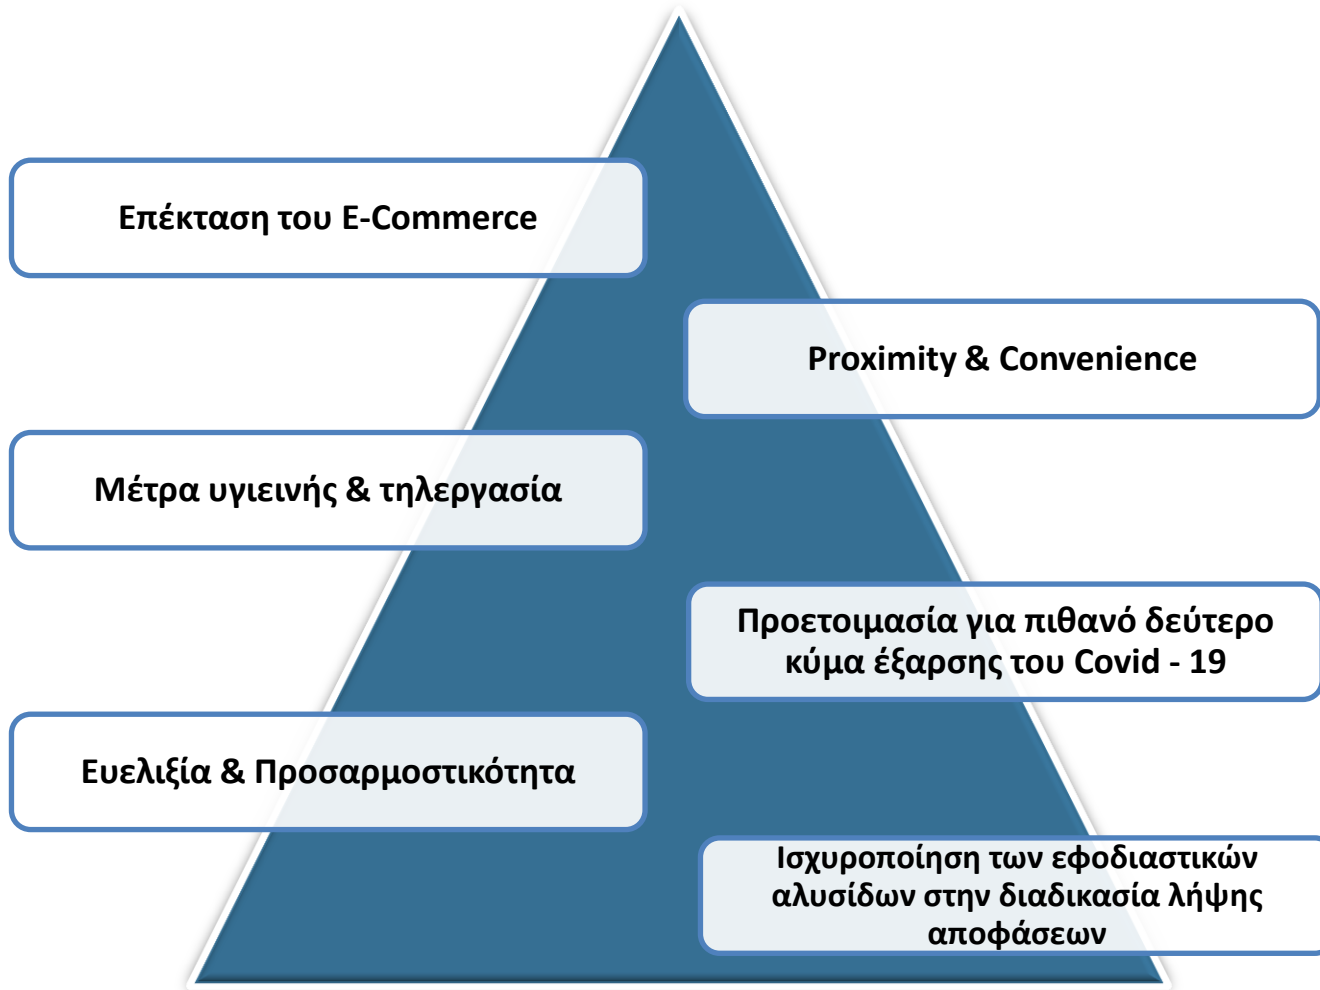 Επέκταση του E-Commerce
Proximity & Convenience
Μέτρα υγιεινής & τηλεργασία
Προετοιμασία για πιθανό δεύτερο
κύμα έξαρσης του Covid - 19
Ευελιξία & Προσαρμοστικότητα
Ισχυροποίηση των εφοδιαστικών
αλυσίδων στην διαδικασία λήψης
αποφάσεων